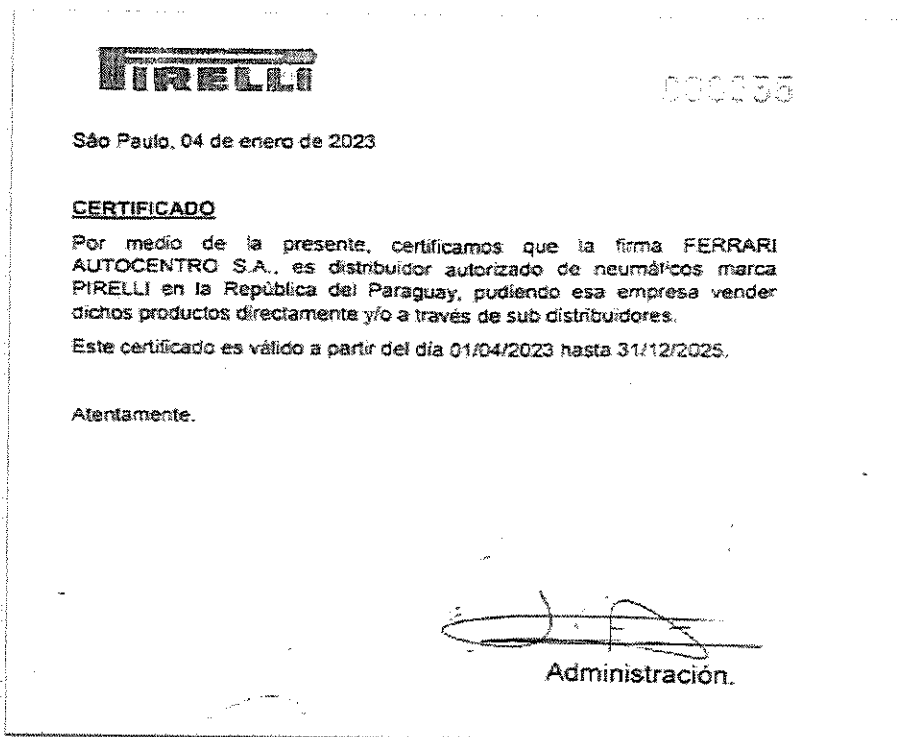 PIRELLI
São Paulo, 04 de enero de 2023
CERTIFICADO
Por medio de la presente, certificamos que la firma FERRARI
AUTOCENTRO S.A., es distribuidor autorizado de neumáticos marca
PIRELLI en la República del Paraguay, pudiendo esa empresa vender
dichos productos directamente y/o a través de sub distribuidores.
Este certificado es válido a partir del día 01/04/2023 hasta 31/12/2025.
Atentamente.
Administración.